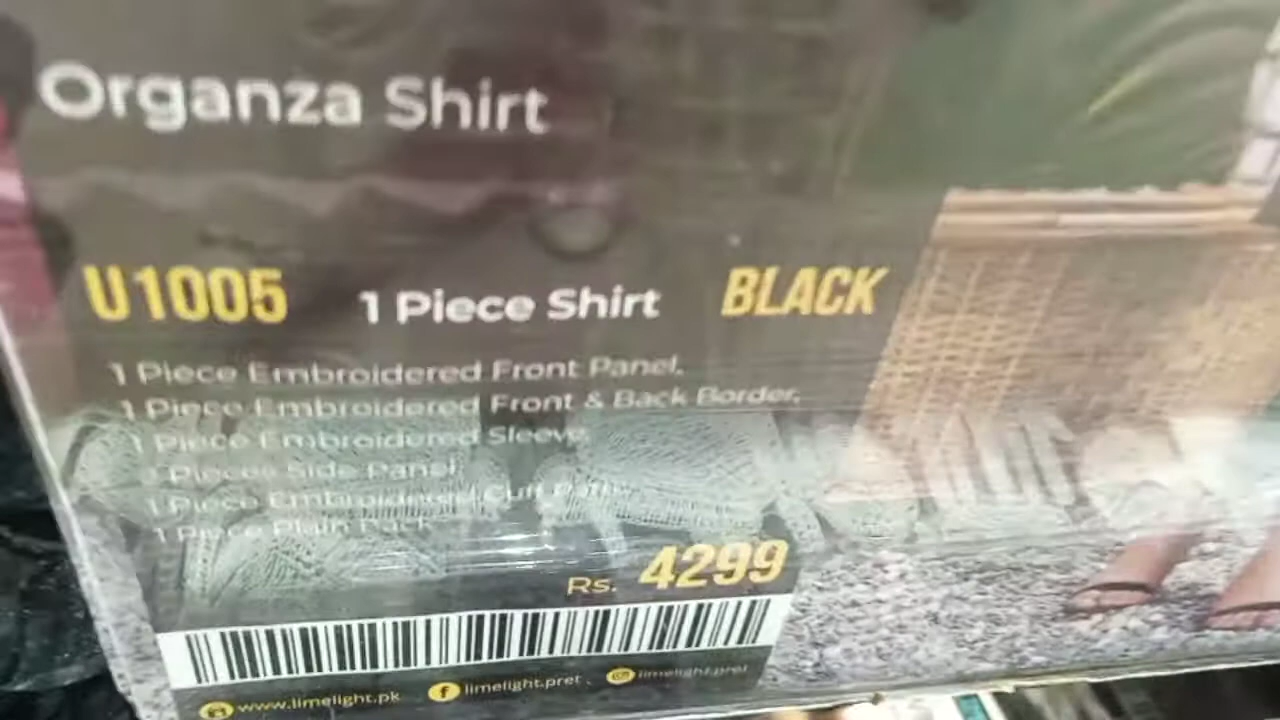 Organza Shirt
U1005 1 Piece Shirt BLACK
1 Piece Embroidered Front Panel,
1 Piece Embroidered Front & Back Border,
1 Piece Embroidered Sleeve,
1 Pieces Side Panel,
1 Piece Embroidered Cuff
1 Piece Plain Back
Rs. 4299
www.limelight.pk limelight.pret limelight.pret